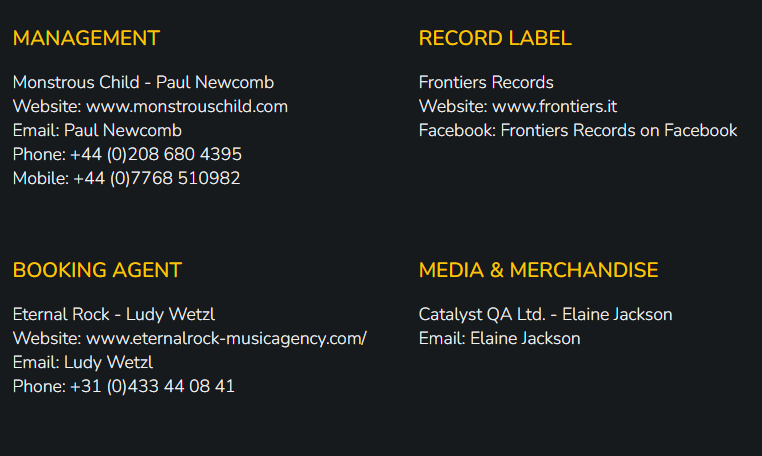 MANAGEMENT
Monstrous Child - Paul Newcomb
Website: www.monstrouschild.com
Email: Paul Newcomb
Phone: +44 (0)208 680 4395
Mobile: +44 (0)7768 510982
RECORD LABEL
Frontiers Records
Website: www.frontiers.it
Facebook: Frontiers Records on Facebook
BOOKING AGENT
Eternal Rock - Ludy Wetzl
Website: www.eternalrock-musicagency.com/
Email: Ludy Wetzl
Phone: +31 (0)433 44 08 41
MEDIA & MERCHANDISE
Catalyst QA Ltd. - Elaine Jackson
Email: Elaine Jackson